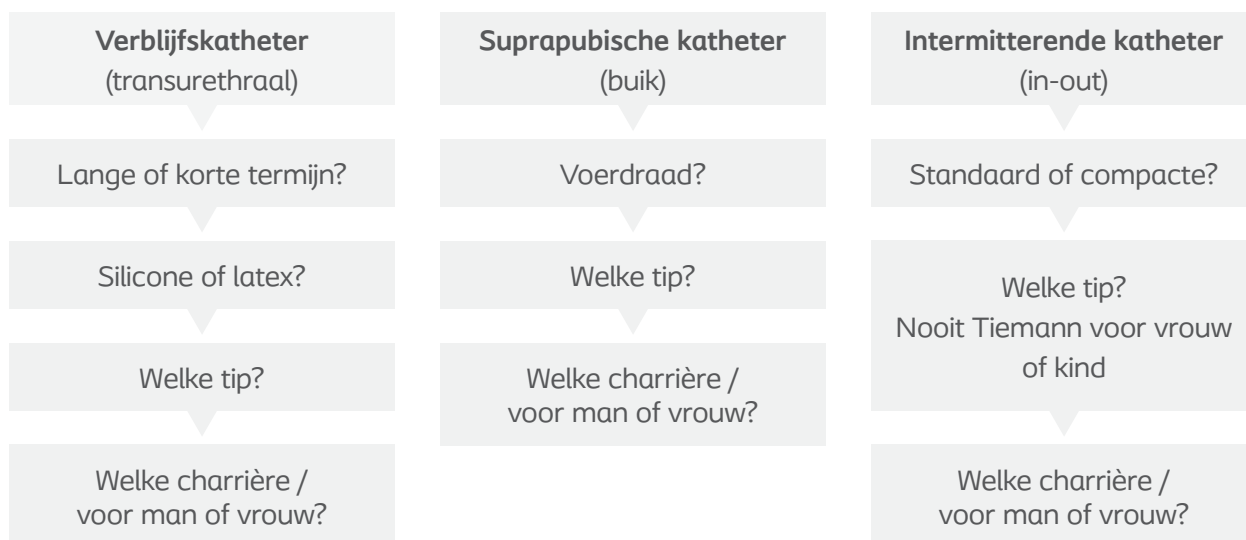 Verblijfskatheter
(transurethraal)
Lange of korte termijn?
Silicone of latex?
Welke tip?
Welke charrière /
voor man of vrouw?
Suprapubische katheter
(buik)
Voerdraad?
Welke tip?
Welke charrière /
voor man of vrouw?
Intermitterende katheter
(in-out)
Standaard of compacte?
Welke tip?
Nooit Tiemann voor vrouw
of kind
Welke charrière /
voor man of vrouw?